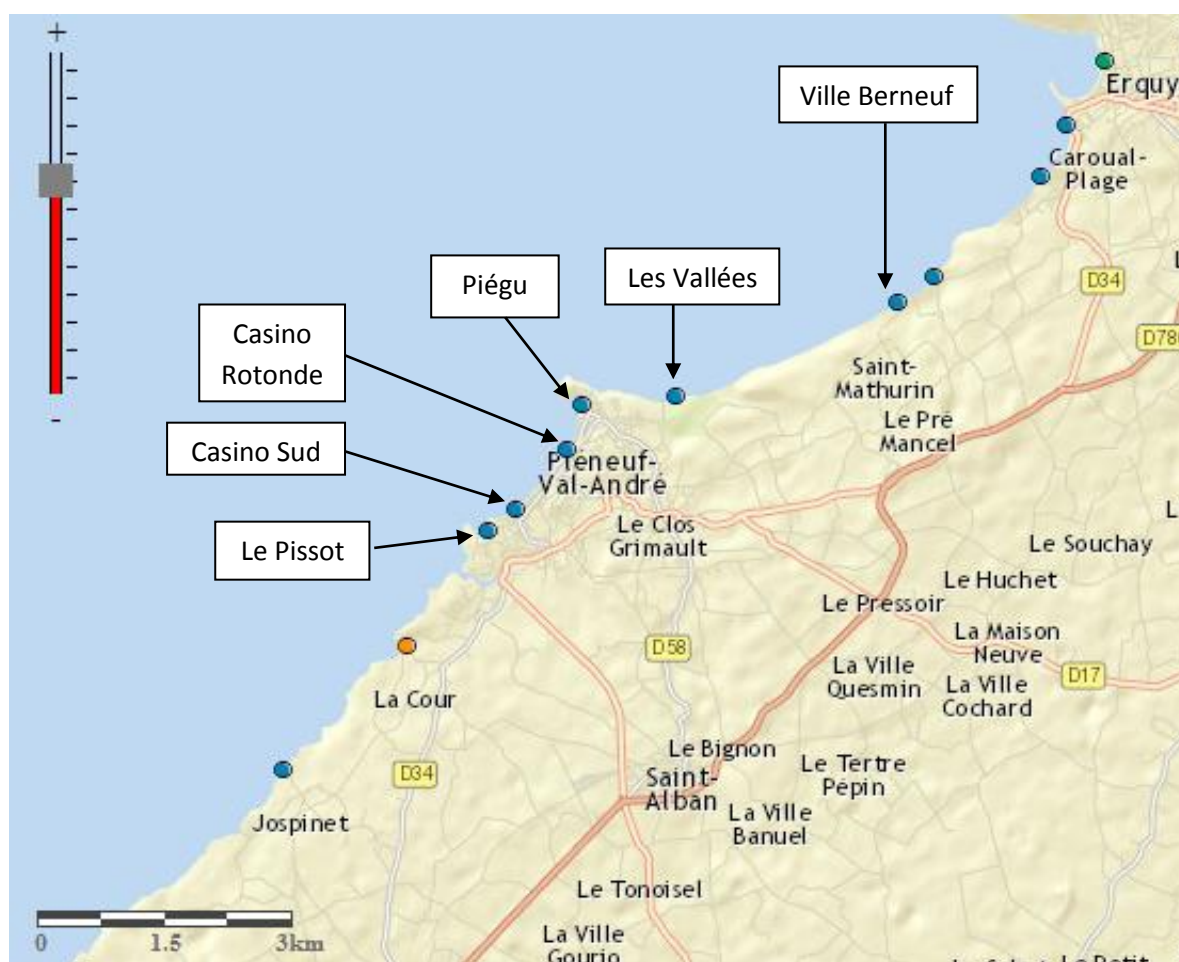 +
Ville Berneuf
Erquy
Caroual-
Plage
Piégu
Les Vallées
D34
Casino
Rotonde
Saint-
Mathurin
Le Pré
Mancel
-
Casino Sud
Pléneuf-
Val-André
Le Pissot
Le Clos
Grimault
Le Souchay
Le Huchet
Le Pressoir
La Maison
Neuve
D58
La Ville
Quesmin
D17
La Ville
Cochard
La Cour
Le Bignon
Saint-
Alban
Le Tertre
Pépin
D34
La Ville
Banuel
Jospinet
Le Tonoisel
La Ville
Gourio
0 1.5 3km